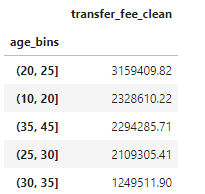 transfer_fee_clean
age_bins
(20, 25] 3159409.82
(10, 20] 2328610.22
(35, 45] 2294285.71
(25, 30] 2109305.41
(30, 35] 1249511.90